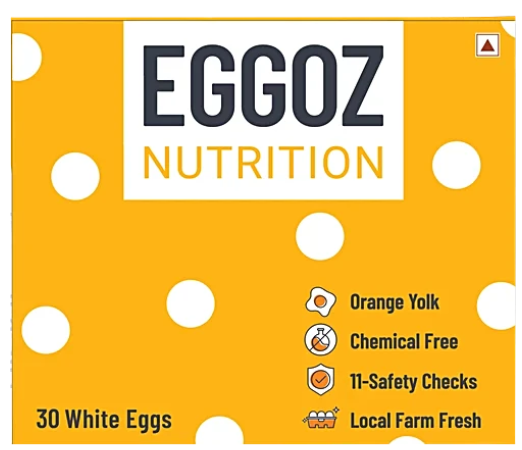 EGGOZ
NUTRITION
Orange Yolk
Chemical Free
11-Safety Checks
Local Farm Fresh
30 White Eggs